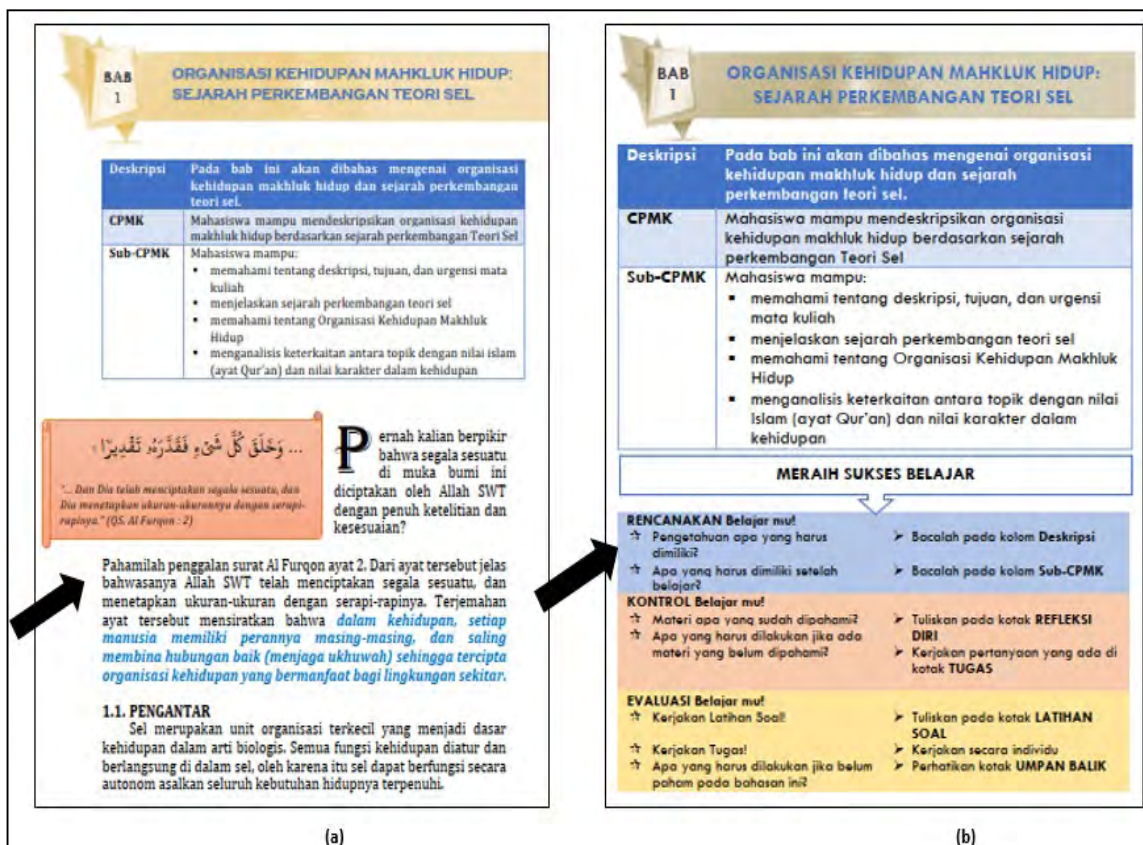 BAB
1
ORGANISASI KEHIDUPAN MAHKLUK HIDUP:
SEJARAH PERKEMBANGAN TEORI SEL
Deskripsi Pada bab ini akan dibahas mengenai organisasi
kehidupan makhluk hidup dan sejarah perkembangan
teori sel.
CPMK Mahasiswa mampu mendeskripsikan organisasi kehidupan
makhluk hidup berdasarkan sejarah perkembangan Teori Sel
Sub-CPMK Mahasiswa mampu:
▪ memahami tentang deskripsi, tujuan, dan urgensi mata
kuliah
▪ menjelaskan sejarah perkembangan teori sel
▪ memahami tentang Organisasi Kehidupan Makhluk
Hidup
▪ menganalisis keterkaitan antara topik dengan nilai islam
(ayat Qur'an) dan nilai karakter dalam kehidupan
... وَخَلَقَ كُلَّ شَيْءٍ فَقَدَّرَهُ تَقْدِيرًا
"... Dan Dia telah menciptakan segala sesuatu, dan
Dia menetapkan ukuran-ukurannya dengan serapi-
rapinya." (QS. Al Furqon : 2)
Pernah kalian berpikir
bahwa segala sesuatu
di muka bumi ini
diciptakan oleh Allah SWT
dengan penuh ketelitian dan
kesesuaian?
Pahamilah penggalan surat Al Furqon ayat 2. Dari ayat tersebut jelas
bahwasanya Allah SWT telah menciptakan segala sesuatu, dan
menetapkan ukuran-ukuran dengan serapi-rapinya. Terjemahan
ayat tersebut mensiratkan bahwa dalam kehidupan, setiap
manusia memiliki perannya masing-masing, dan saling
membina hubungan baik (menjaga ukhuwah) sehingga tercipta
organisasi kehidupan yang bermanfaat bagi lingkungan sekitar.
1.1. PENGANTAR
Sel merupakan unit organisasi terkecil yang menjadi dasar
kehidupan dalam arti biologis. Semua fungsi kehidupan diatur dan
berlangsung di dalam sel, oleh karena itu sel dapat berfungsi secara
autonom asalkan seluruh kebutuhan hidupnya terpenuhi.
(a)
BAB
1
ORGANISASI KEHIDUPAN MAHKLUK HIDUP:
SEJARAH PERKEMBANGAN TEORI SEL
Deskripsi Pada bab ini akan dibahas mengenai organisasi
kehidupan makhluk hidup dan sejarah
perkembangan teori sel.
CPMK Mahasiswa mampu mendeskripsikan organisasi
kehidupan makhluk hidup berdasarkan sejarah
perkembangan Teori Sel
Sub-CPMK Mahasiswa mampu:
▪ memahami tentang deskripsi, tujuan, dan urgensi
mata kuliah
▪ menjelaskan sejarah perkembangan teori sel
▪ memahami tentang Organisasi Kehidupan Makhluk
Hidup
▪ menganalisis keterkaitan antara topik dengan nilai
Islam (ayat Qur'an) dan nilai karakter dalam
kehidupan
MERAIH SUKSES BELAJAR
RENCANAKAN Belajar mu!
☆ Pengetahuan apa yang harus
dimiliki?
➢ Bacalah pada kolom Deskripsi
☆ Apa yang harus dimiliki setelah
belajar?
➢ Bacalah pada kolom Sub-CPMK
KONTROL Belajar mu!
☆ Materi apa yang sudah dipahami?
☆ Apa yang harus dilakukan jika ada
materi yang belum dipahami?
➢ Tuliskan pada kotak REFLEKSI
DIRI
➢ Kerjakan pertanyaan yang ada di
kotak TUGAS
EVALUASI Belajar mu!
☆ Kerjakan Latihan Soal!
➢ Tuliskan pada kotak LATIHAN
SOAL
☆ Kerjakan Tugas!
➢ Kerjakan secara individu
☆ Apa yang harus dilakukan jika belum
paham pada bahasan ini?
➢ Perhatikan kotak UMPAN BALIK
(b)